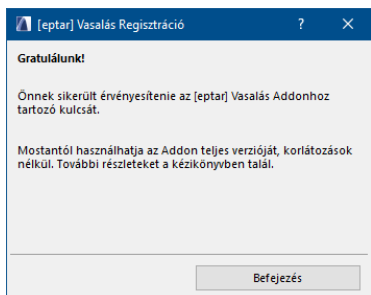 [eptar] Vasalás Regisztráció
Gratulálunk!
Önnek sikerült érvényesítenie az [eptar] Vasalás Addonhoz
tartozó kulcsát.
Mostantól használhatja az Addon teljes verzióját, korlátozások
nélkül. További részleteket a kézikönyvben talál.
Befejezés